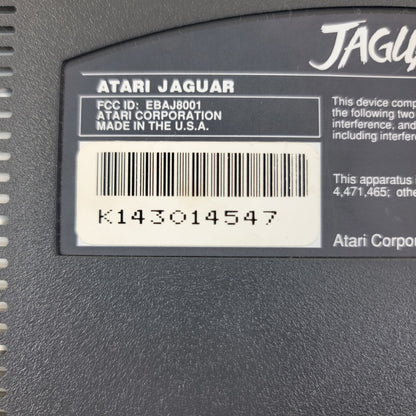 JAGU
ATARI JAGUAR
FCC ID: EBAJ8001
ATARI CORPORATION
MADE IN THE U.S.A.
This device comp
the following two
interference, and
including interfere
K143014547
This apparatus i
4,471,465; othe
Atari Corpor